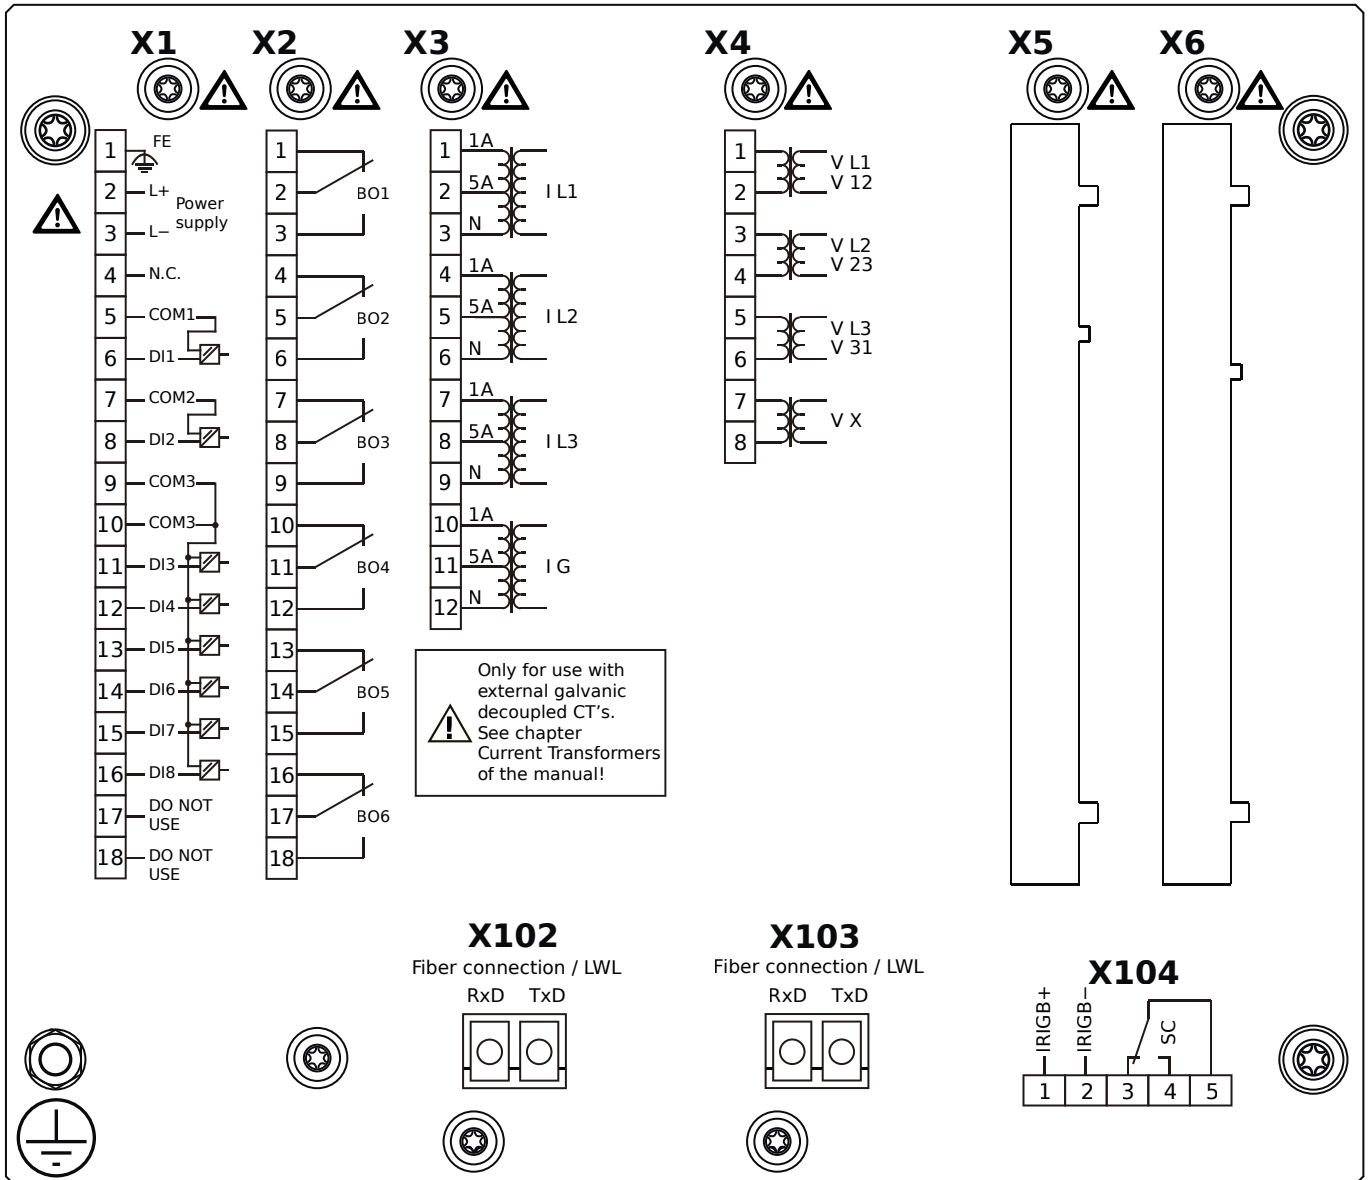 X1 X2 X3 X4 X5 X6
1 FE
2 L+
Power
supply
3 L−
4 N.C.
5 COM1
6 DI1
7 COM2
8 DI2
9 COM3
10 COM3
11 DI3
12 DI4
13 DI5
14 DI6
15 DI7
16 DI8
17 DO NOT
USE
18 DO NOT
USE
1
2 BO1
3
4
5 BO2
6
7
8 BO3
9
10
11 BO4
12
13
14 BO5
15
16
17 BO6
18
1 1A
2 5A I L1
3 N
4 1A
5 5A I L2
6 N
7 1A
8 5A I L3
9 N
10 1A
11 5A I G
12 N
Only for use with
external galvanic
decoupled CT's.
See chapter
Current Transformers
of the manual!
1 V L1
2 V 12
3 V L2
4 V 23
5 V L3
6 V 31
7 V X
8
X102
Fiber connection / LWL
RxD TxD
X103
Fiber connection / LWL
RxD TxD
X104
IRIGB+ IRIGB− SC
1 2 3 4 5